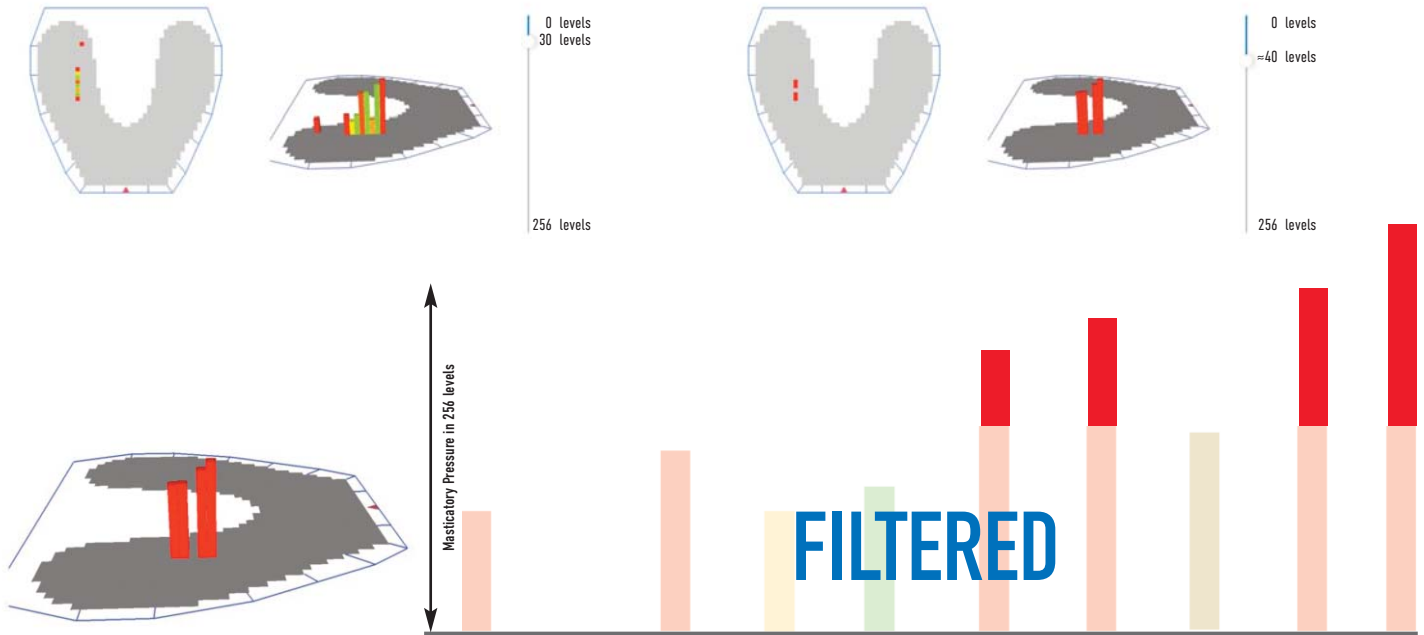 0 levels
30 levels
256 levels
0 levels
≈40 levels
256 levels
Masticatory Pressure in 256 levels
FILTERED